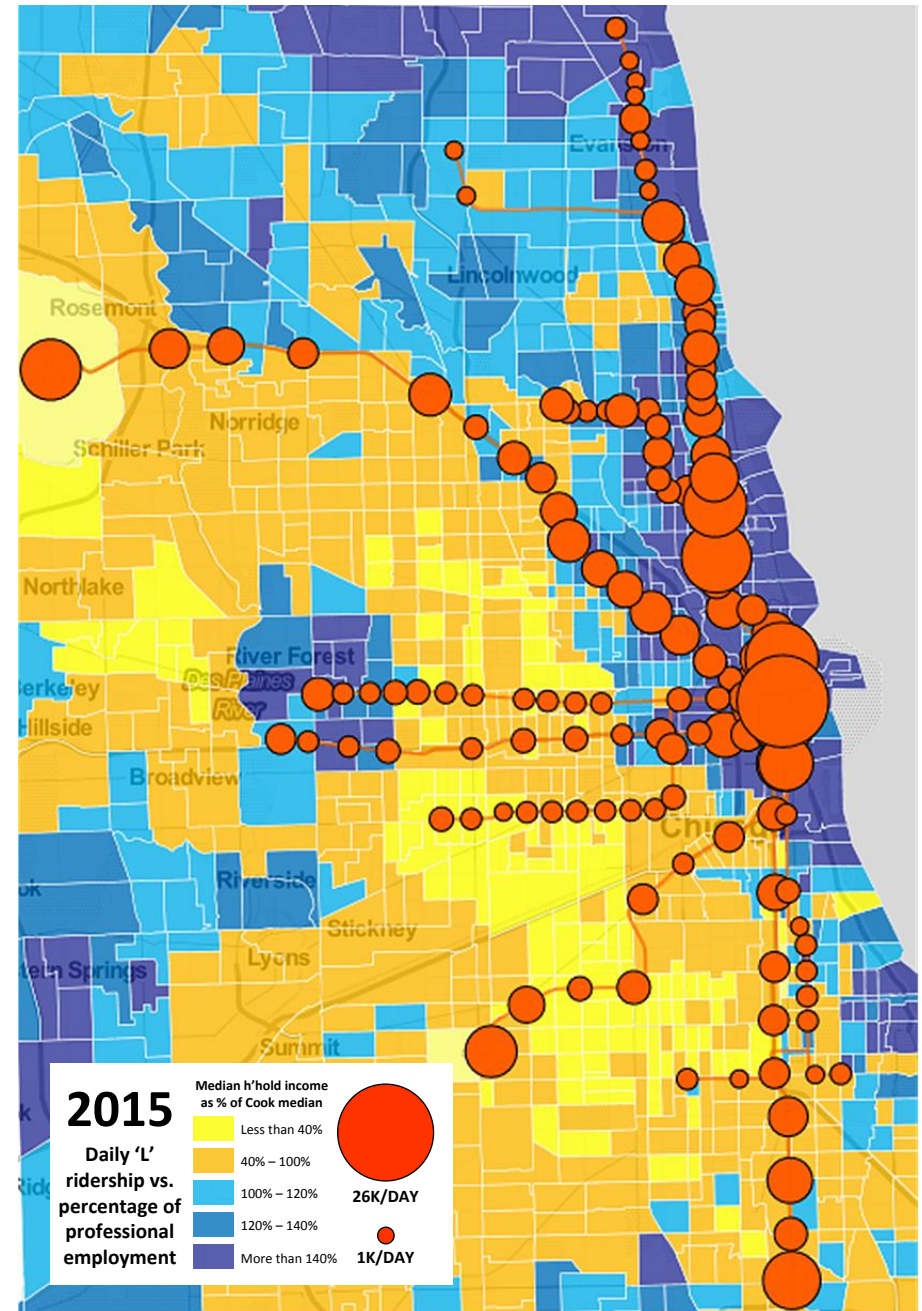 Evanston
Lincolnwood
Rosemont
Norridge
Schiller Park
Northlake
River Forest
Des Plaines
River
Berkeley
Hillside
Broadview
Riverside
Stickney
Lyons
tern Springs
Summit
2015
Daily ‘L’
ridership vs.
percentage of
professional
employment
Median h’hold income
as % of Cook median
Less than 40%
40% – 100%
100% – 120%
120% – 140%
More than 140%
26K/DAY
1K/DAY